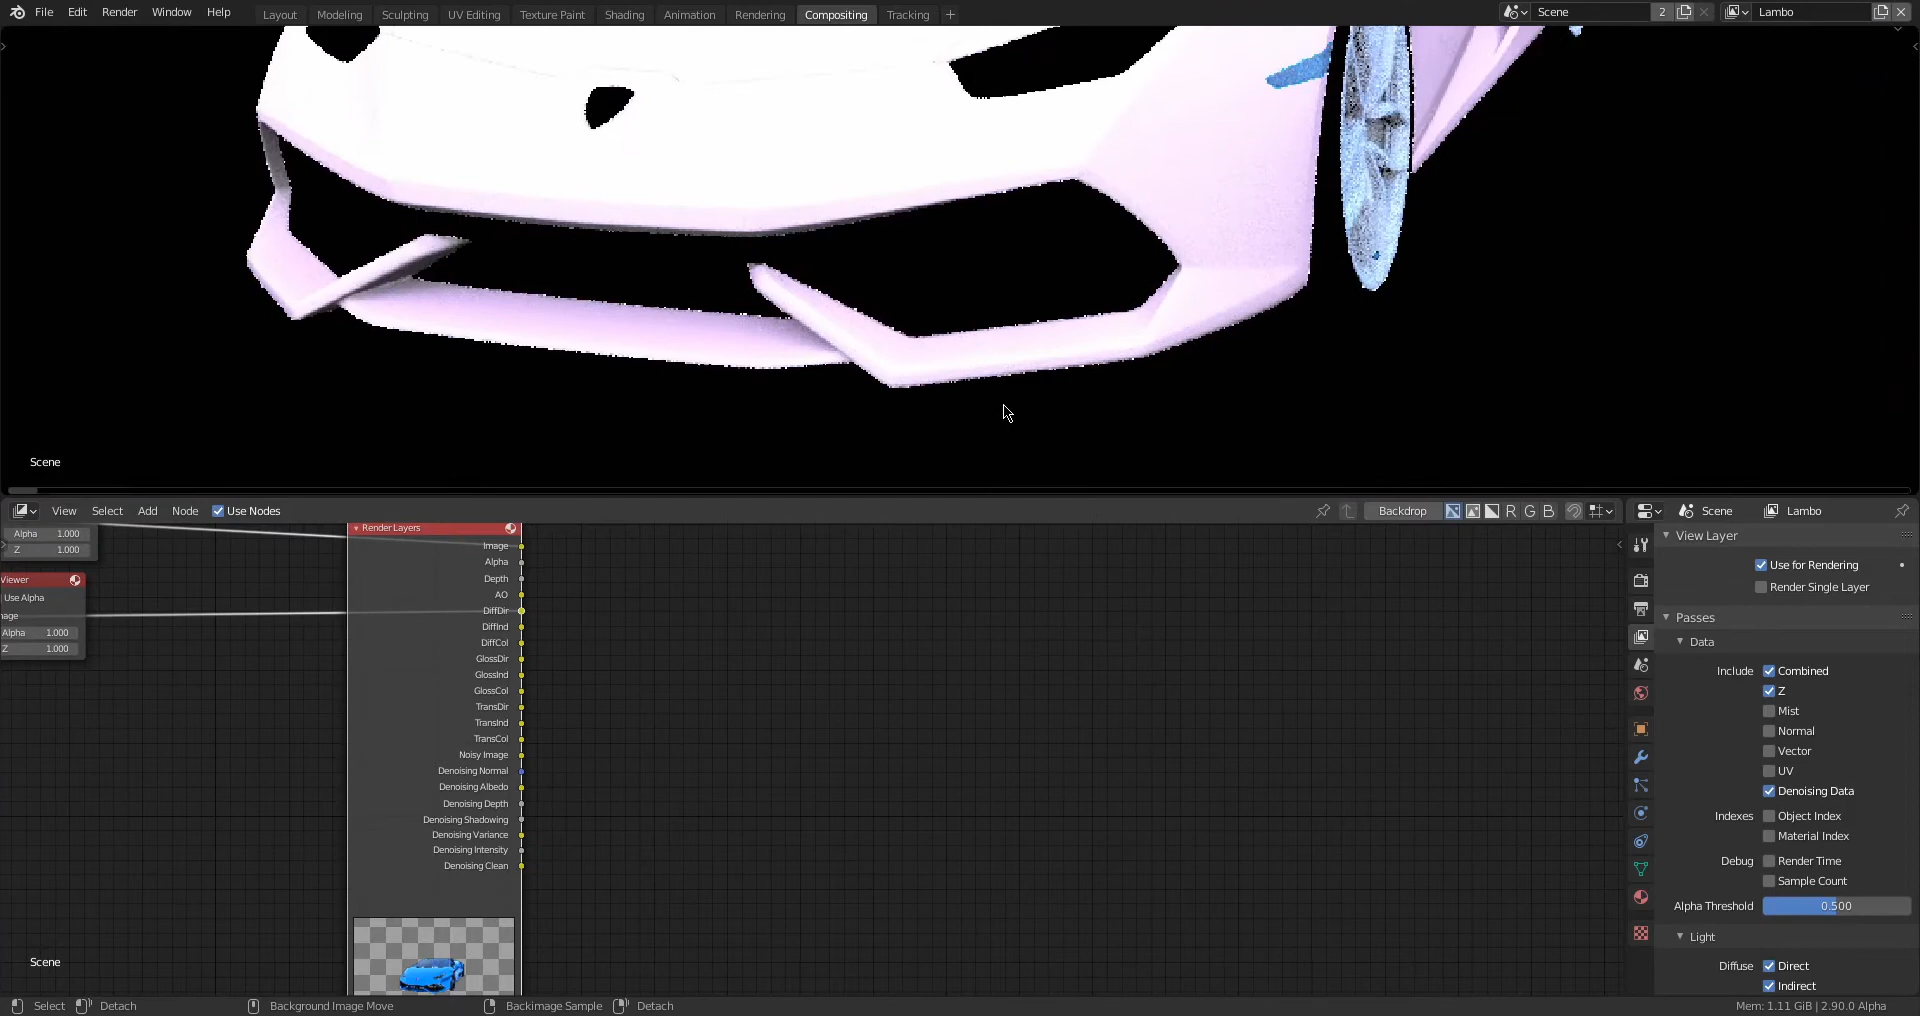 File Edit Render Window Help Layout Modeling Sculpting UV Editing Texture Paint Shading Animation Rendering Compositing Tracking + Scene 2 Lambo
Scene
View Select Add Node Use Nodes Backdrop R G B Scene Lambo
Alpha 1.000
Z 1.000
Viewer
Use Alpha
mage
Alpha 1.000
Z 1.000
Render Layers
Image
Alpha
Depth
AO
DiffDir
DiffInd
DiffCol
GlossDir
GlossInd
GlossCol
TransDir
TransInd
TransCol
Noisy Image
Denoising Normal
Denoising Albedo
Denoising Depth
Denoising Shadowing
Denoising Variance
Denoising Intensity
Denoising Clean
Scene
View Layer
Use for Rendering
Render Single Layer
Passes
Data
Include Combined
Z
Mist
Normal
Vector
UV
Denoising Data
Indexes Object Index
Material Index
Debug Render Time
Sample Count
Alpha Threshold 0.500
Light
Diffuse Direct
Indirect
Select Detach Background Image Move Backimage Sample Detach Mem: 1.11 GiB | 2.90.0 Alpha